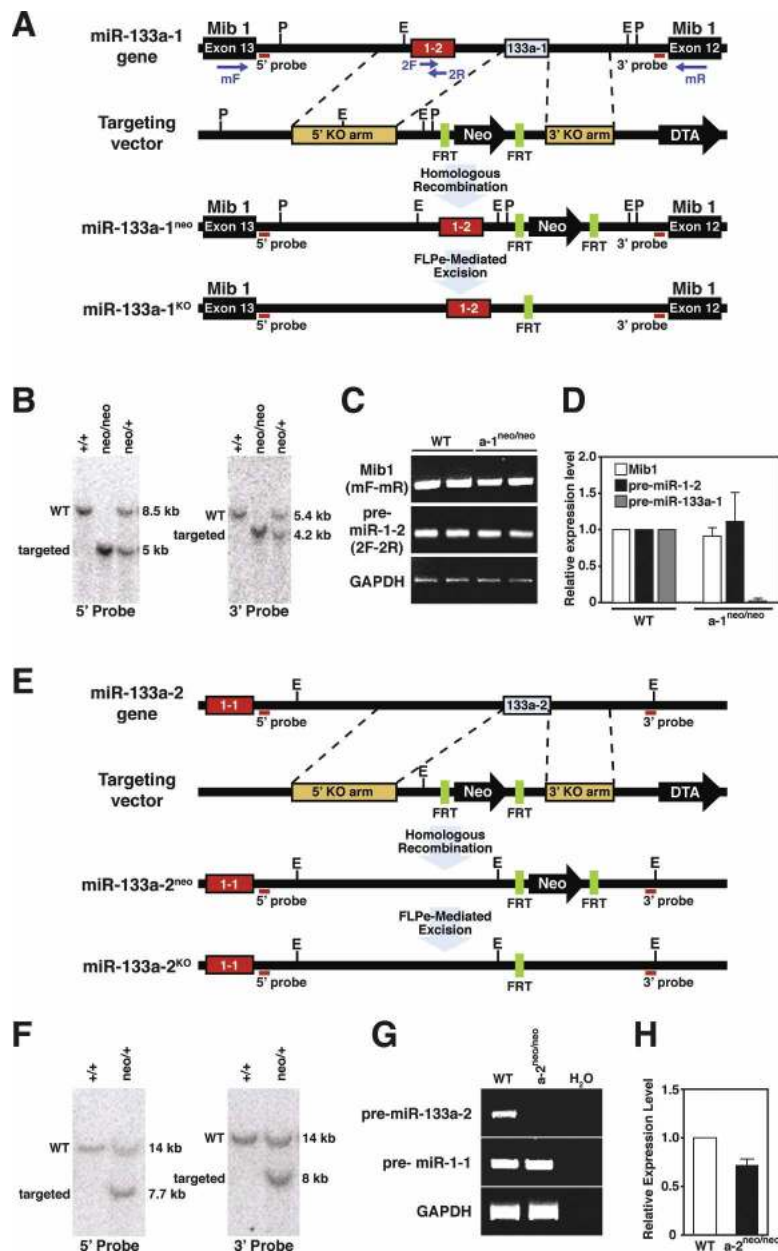 A
miR-133a-1 gene
Mib 1
Exon 13
P
E
1-2
133a-1
E P
Mib 1
Exon 12
5' probe
3' probe
mF
2F
2R
mR
Targeting vector
P
5' KO arm
E
E P
FRT
Neo
FRT
3' KO arm
DTA
Homologous Recombination
miR-133a-1neo
Mib 1
Exon 13
P
E
1-2
E P
Neo
E P
Mib 1
Exon 12
5' probe
FRT
FRT
3' probe
FLPe-Mediated Excision
miR-133a-1KO
Mib 1
Exon 13
1-2
Mib 1
Exon 12
5' probe
FRT
3' probe
B
+/+
neo/neo
neo/+
WT
8.5 kb
targeted
5 kb
5' Probe
+/+
neo/neo
neo/+
WT
5.4 kb
targeted
4.2 kb
3' Probe
C
WT
a-1neo/neo
Mib1 (mF-mR)
pre-miR-1-2 (2F-2R)
GAPDH
D
Relative expression level
2.0
1.5
1.0
0.5
0
Mib1
pre-miR-1-2
pre-miR-133a-1
WT
a-1neo/neo
E
miR-133a-2 gene
1-1
E
133a-2
E
5' probe
3' probe
Targeting vector
5' KO arm
E
FRT
Neo
FRT
3' KO arm
DTA
Homologous Recombination
miR-133a-2neo
1-1
E
E
Neo
E
5' probe
FRT
FRT
3' probe
FLPe-Mediated Excision
miR-133a-2KO
1-1
E
E
E
5' probe
FRT
3' probe
F
+/+
neo/+
WT
14 kb
targeted
7.7 kb
5' Probe
+/+
neo/+
WT
14 kb
targeted
8 kb
3' Probe
G
WT
a-2neo/neo
H2O
pre-miR-133a-2
pre- miR-1-1
GAPDH
H
Relative Expression Level
1.5
1.0
0.5
0
WT
a-2neo/neo